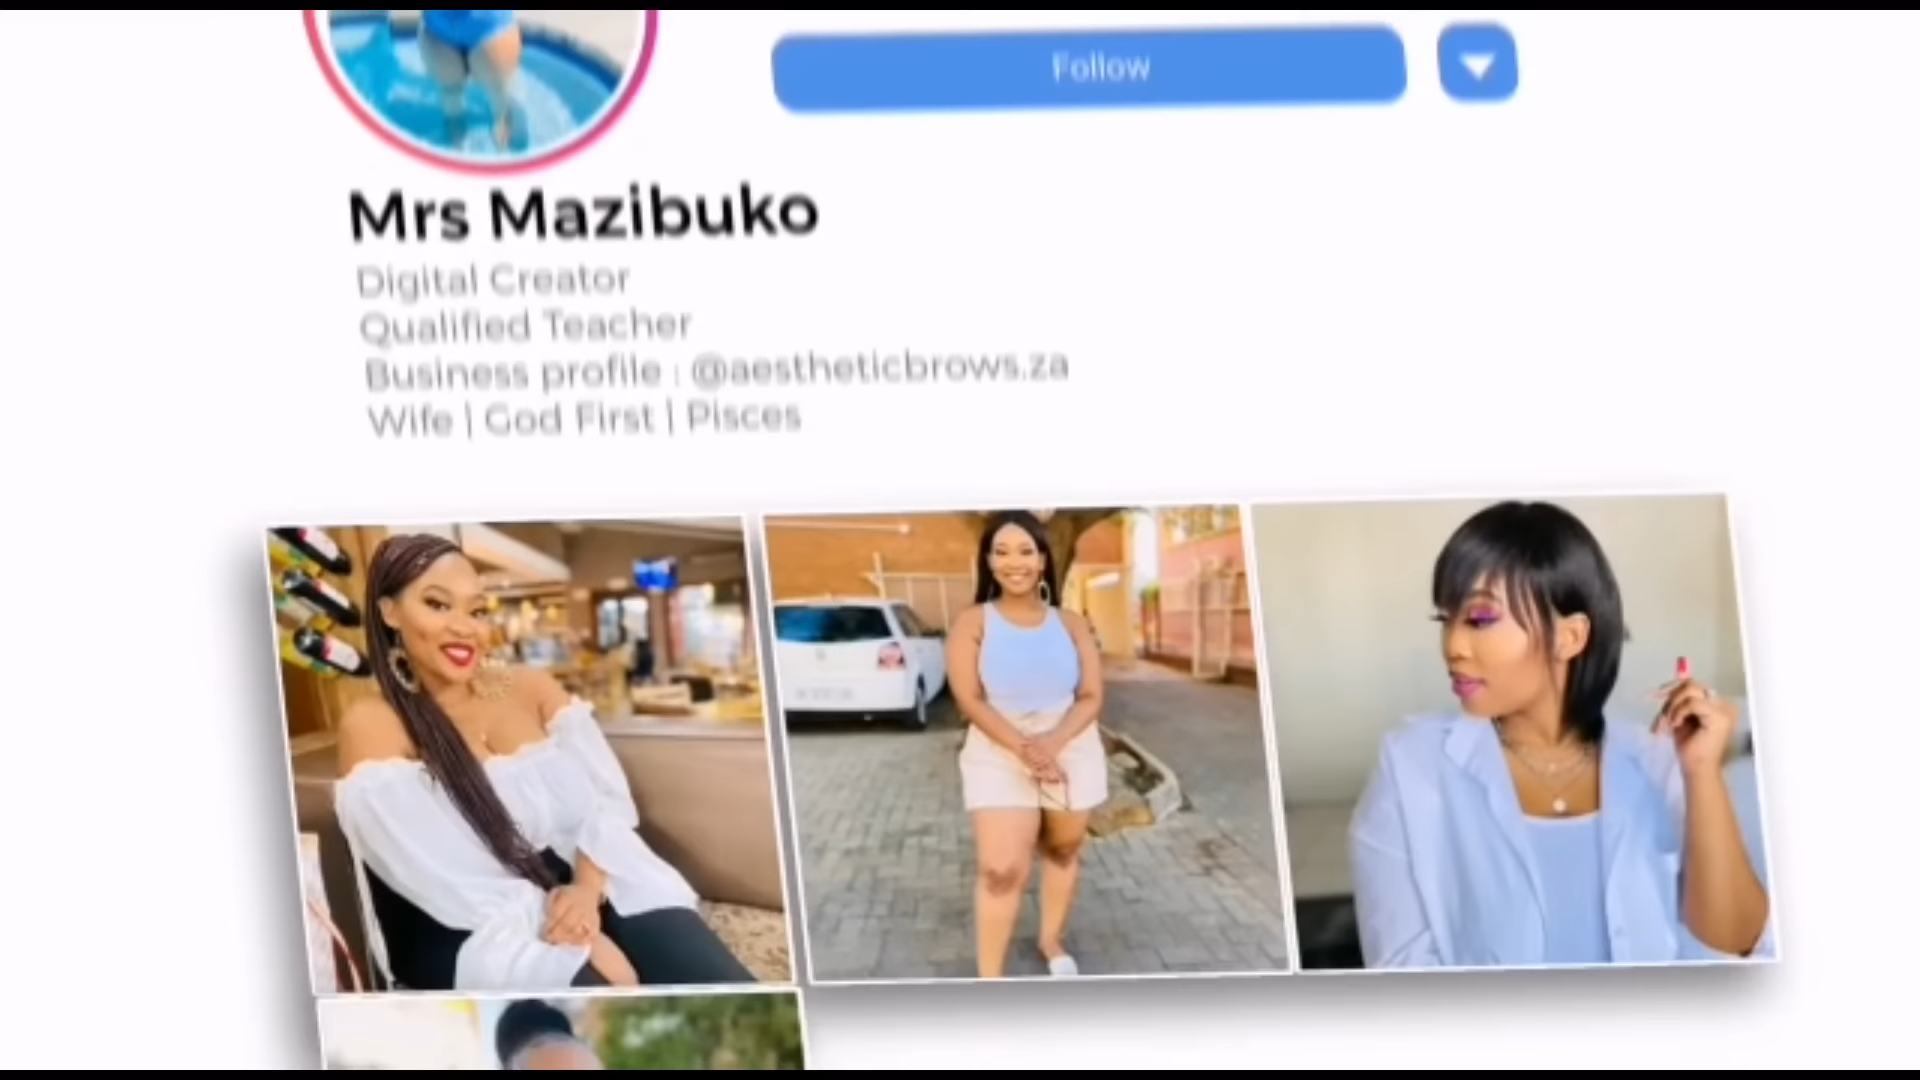 Follow
Mrs Mazibuko
Digital Creator
Qualified Teacher
Business profile : @aestheticbrows.za
Wife | God First | Pisces